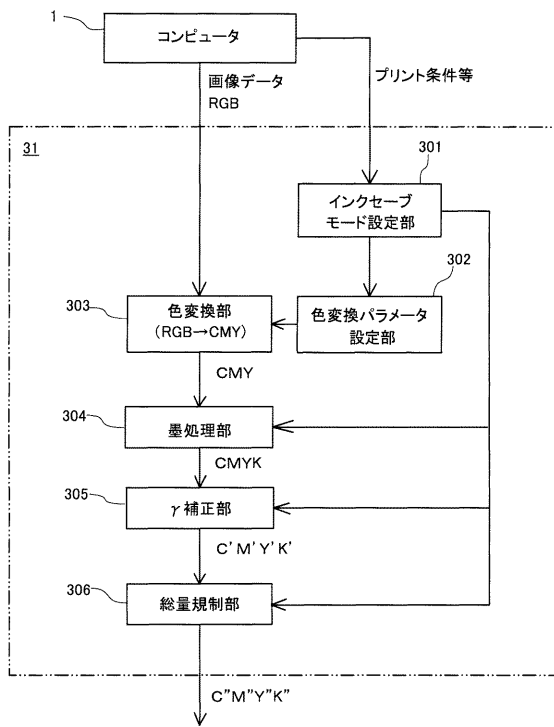 1
コンピュータ
画像データ
RGB
プリント条件等
31
301
インクセーブ
モード設定部
302
303
色変換部
(RGB→CMY)
色変換パラメータ
設定部
CMY
304
墨処理部
CMYK
305
γ補正部
C'M'Y'K'
306
総量規制部
C"M"Y"K"